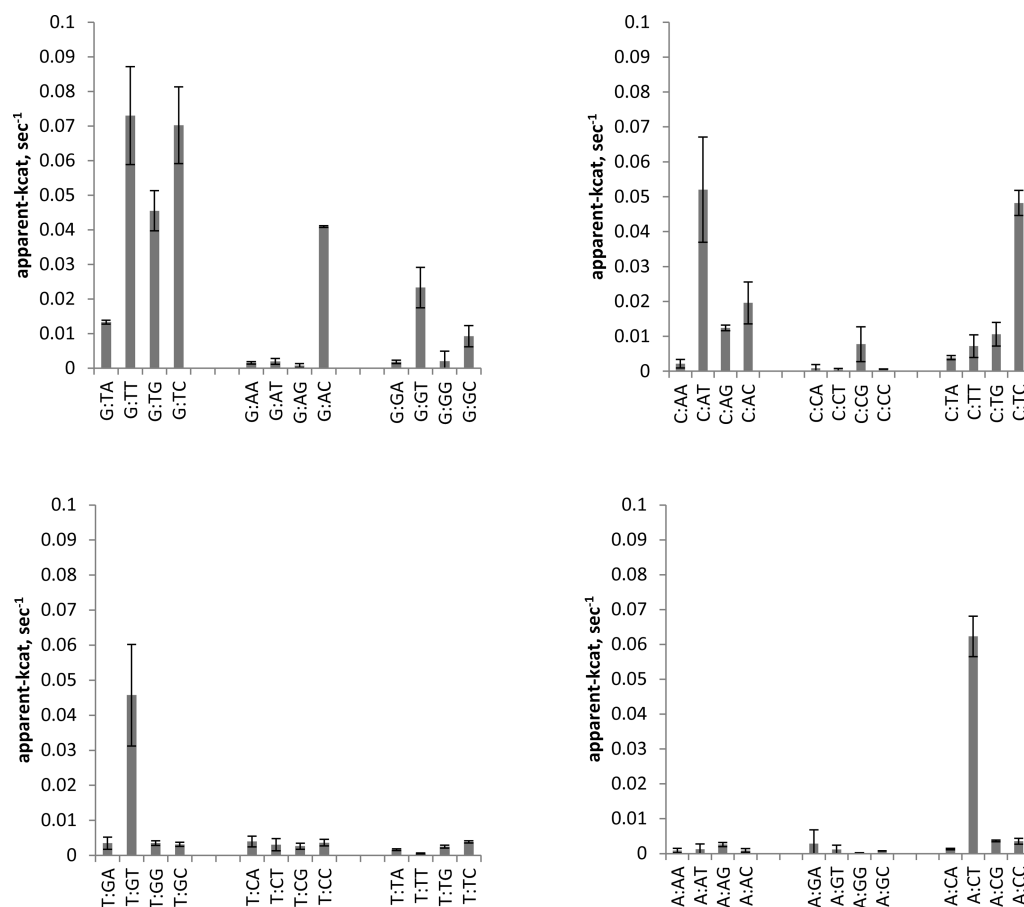 0.1
0.09
0.08
0.07
0.06
0.05
0.04
0.03
0.02
0.01
0
apparent-kcat, sec-1
G:TA
G:TT
G:TG
G:TC
G:AA
G:AT
G:AG
G:AC
G:GA
G:GT
G:GG
G:GC
0.1
0.09
0.08
0.07
0.06
0.05
0.04
0.03
0.02
0.01
0
apparent-kcat, sec-1
C:AA
C:AT
C:AG
C:AC
C:CA
C:CT
C:CG
C:CC
C:TA
C:TT
C:TG
C:TC
0.1
0.09
0.08
0.07
0.06
0.05
0.04
0.03
0.02
0.01
0
apparent-kcat, sec-1
T:GA
T:GT
T:GG
T:GC
T:CA
T:CT
T:CG
T:CC
T:TA
T:TT
T:TG
T:TC
0.1
0.09
0.08
0.07
0.06
0.05
0.04
0.03
0.02
0.01
0
apparent-kcat, sec-1
A:AA
A:AT
A:AG
A:AC
A:GA
A:GT
A:GG
A:GC
A:CA
A:CT
A:CG
A:CC